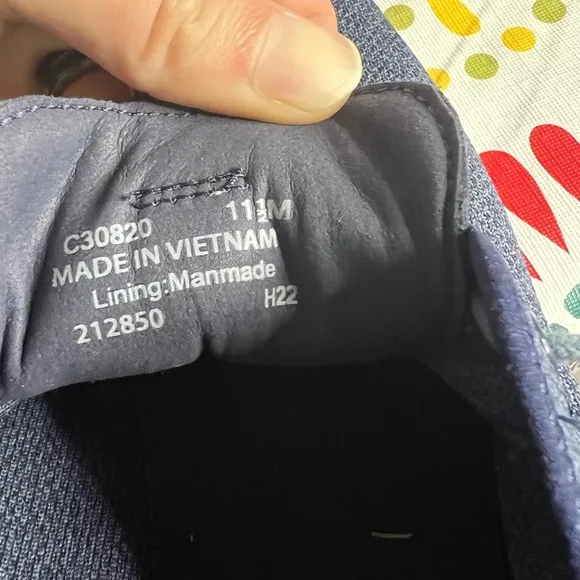 C30820 11½M
MADE IN VIETNAM
Lining:Manmade
212850 H22